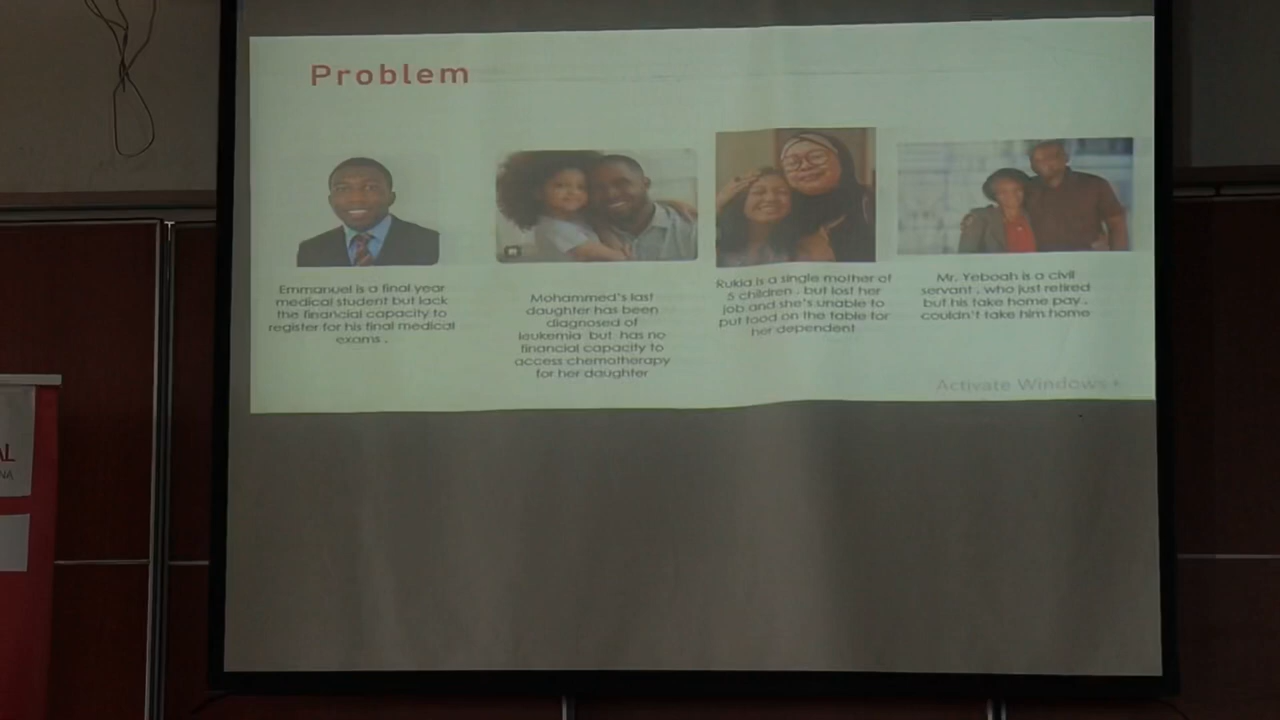 Problem
Emmanuel is a final year
medical student but lack
the financial capacity to
register for his final medical
exams .
Mohammed's last
daughter has been
diagnosed of
leukemia but has no
financial capacity to
access chemotherapy
for her daughter
Rukia is a single mother of
5 children , but lost her
job and she's unable to
put food on the table for
her dependent
Mr. Yeboah is a civil
servant , who just retired
but his take home pay ,
couldn't take him home
Activate Windows
AL
NA